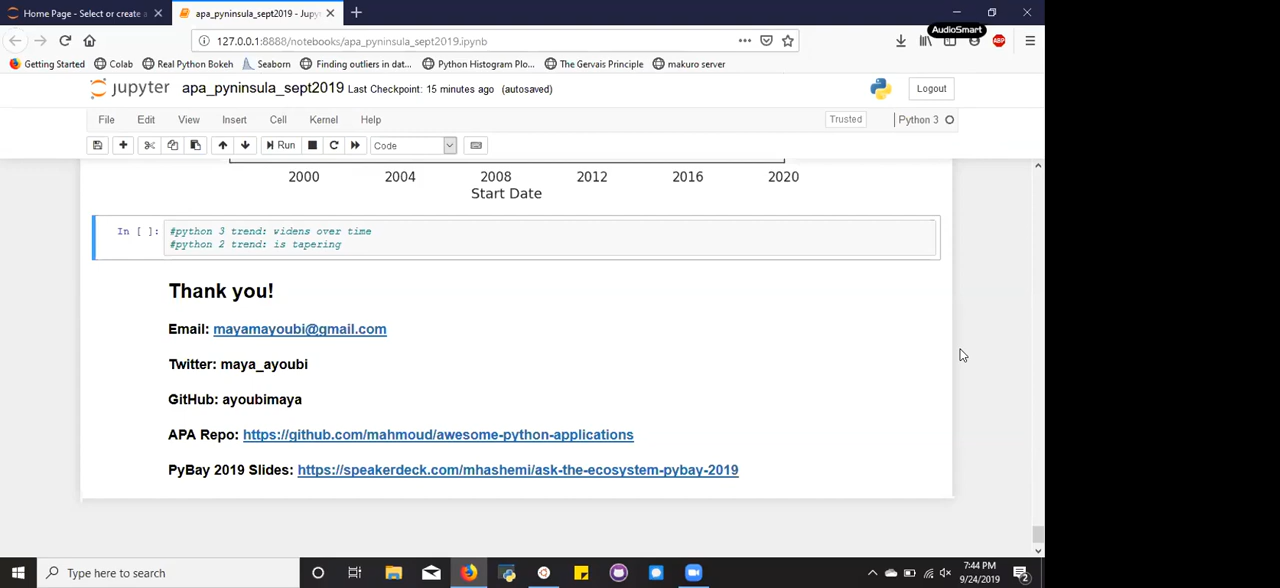 Home Page - Select or create a
apa_pyninsula_sept2019 - Jupyt
127.0.0.1:8888/notebooks/apa_pyninsula_sept2019.ipynb
AudioSmart
ABP
Getting Started
Colab
Real Python Bokeh
Seaborn
Finding outliers in dat...
Python Histogram Plo...
The Gervais Principle
makuro server
jupyter
apa_pyninsula_sept2019 Last Checkpoint: 15 minutes ago (autosaved)
Logout
File Edit View Insert Cell Kernel Help
Trusted
Python 3
Run
Code
2000 2004 2008 2012 2016 2020
Start Date
In [ ]:
#python 3 trend: widens over time
#python 2 trend: is tapering
Thank you!
Email: mayamayoubi@gmail.com
Twitter: maya_ayoubi
GitHub: ayoubimaya
APA Repo: https://github.com/mahmoud/awesome-python-applications
PyBay 2019 Slides: https://speakerdeck.com/mhashemi/ask-the-ecosystem-pybay-2019
Type here to search
7:44 PM
9/24/2019
2